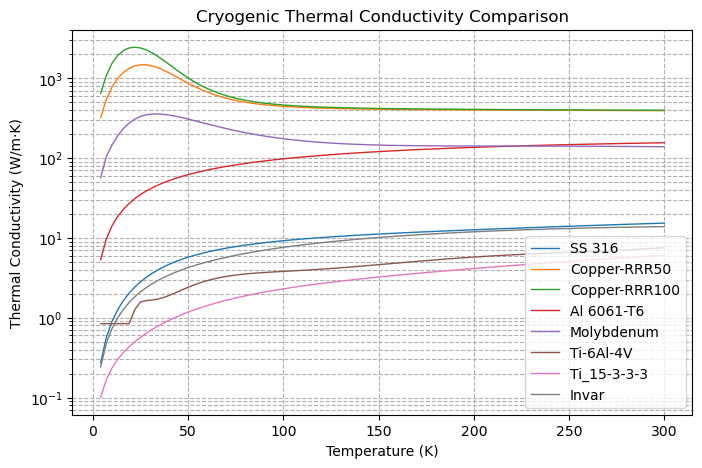 Cryogenic Thermal Conductivity Comparison
Thermal Conductivity (W/m·K)
10³
10²
10¹
10⁰
10⁻¹
SS 316
Copper-RRR50
Copper-RRR100
Al 6061-T6
Molybdenum
Ti-6Al-4V
Ti_15-3-3-3
Invar
0 50 100 150 200 250 300
Temperature (K)